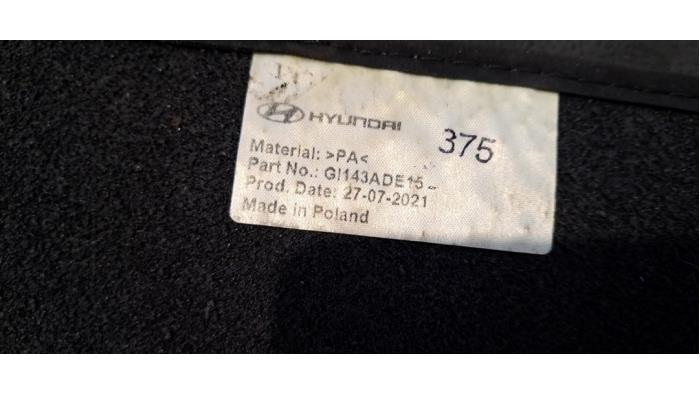 HYUNDAI
375
Material: >PA<
Part No.: GI143ADE15
Prod. Date: 27-07-2021
Made in Poland